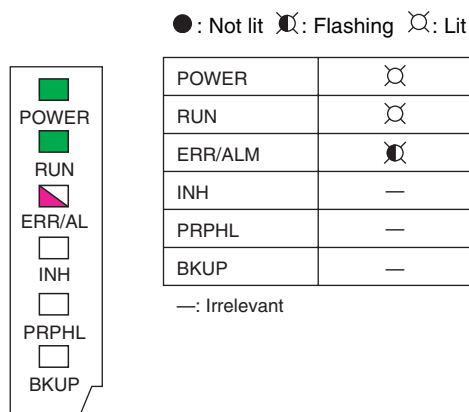 ●: Not lit : Flashing : Lit
POWER
RUN
ERR/AL
INH
PRPHL
BKUP
POWER
RUN
ERR/ALM
INH —
PRPHL —
BKUP —
—: Irrelevant